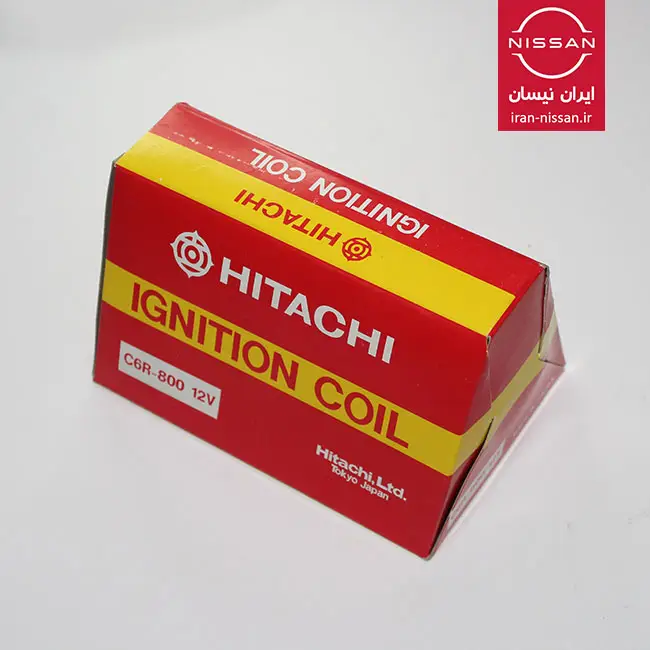 NISSAN
ایران نیسان
iran-nissan.ir
IGNITION COIL
HITACHI
HITACHI
IGNITION COIL
C6R-800 12V
Hitachi, Ltd.
Tokyo Japan